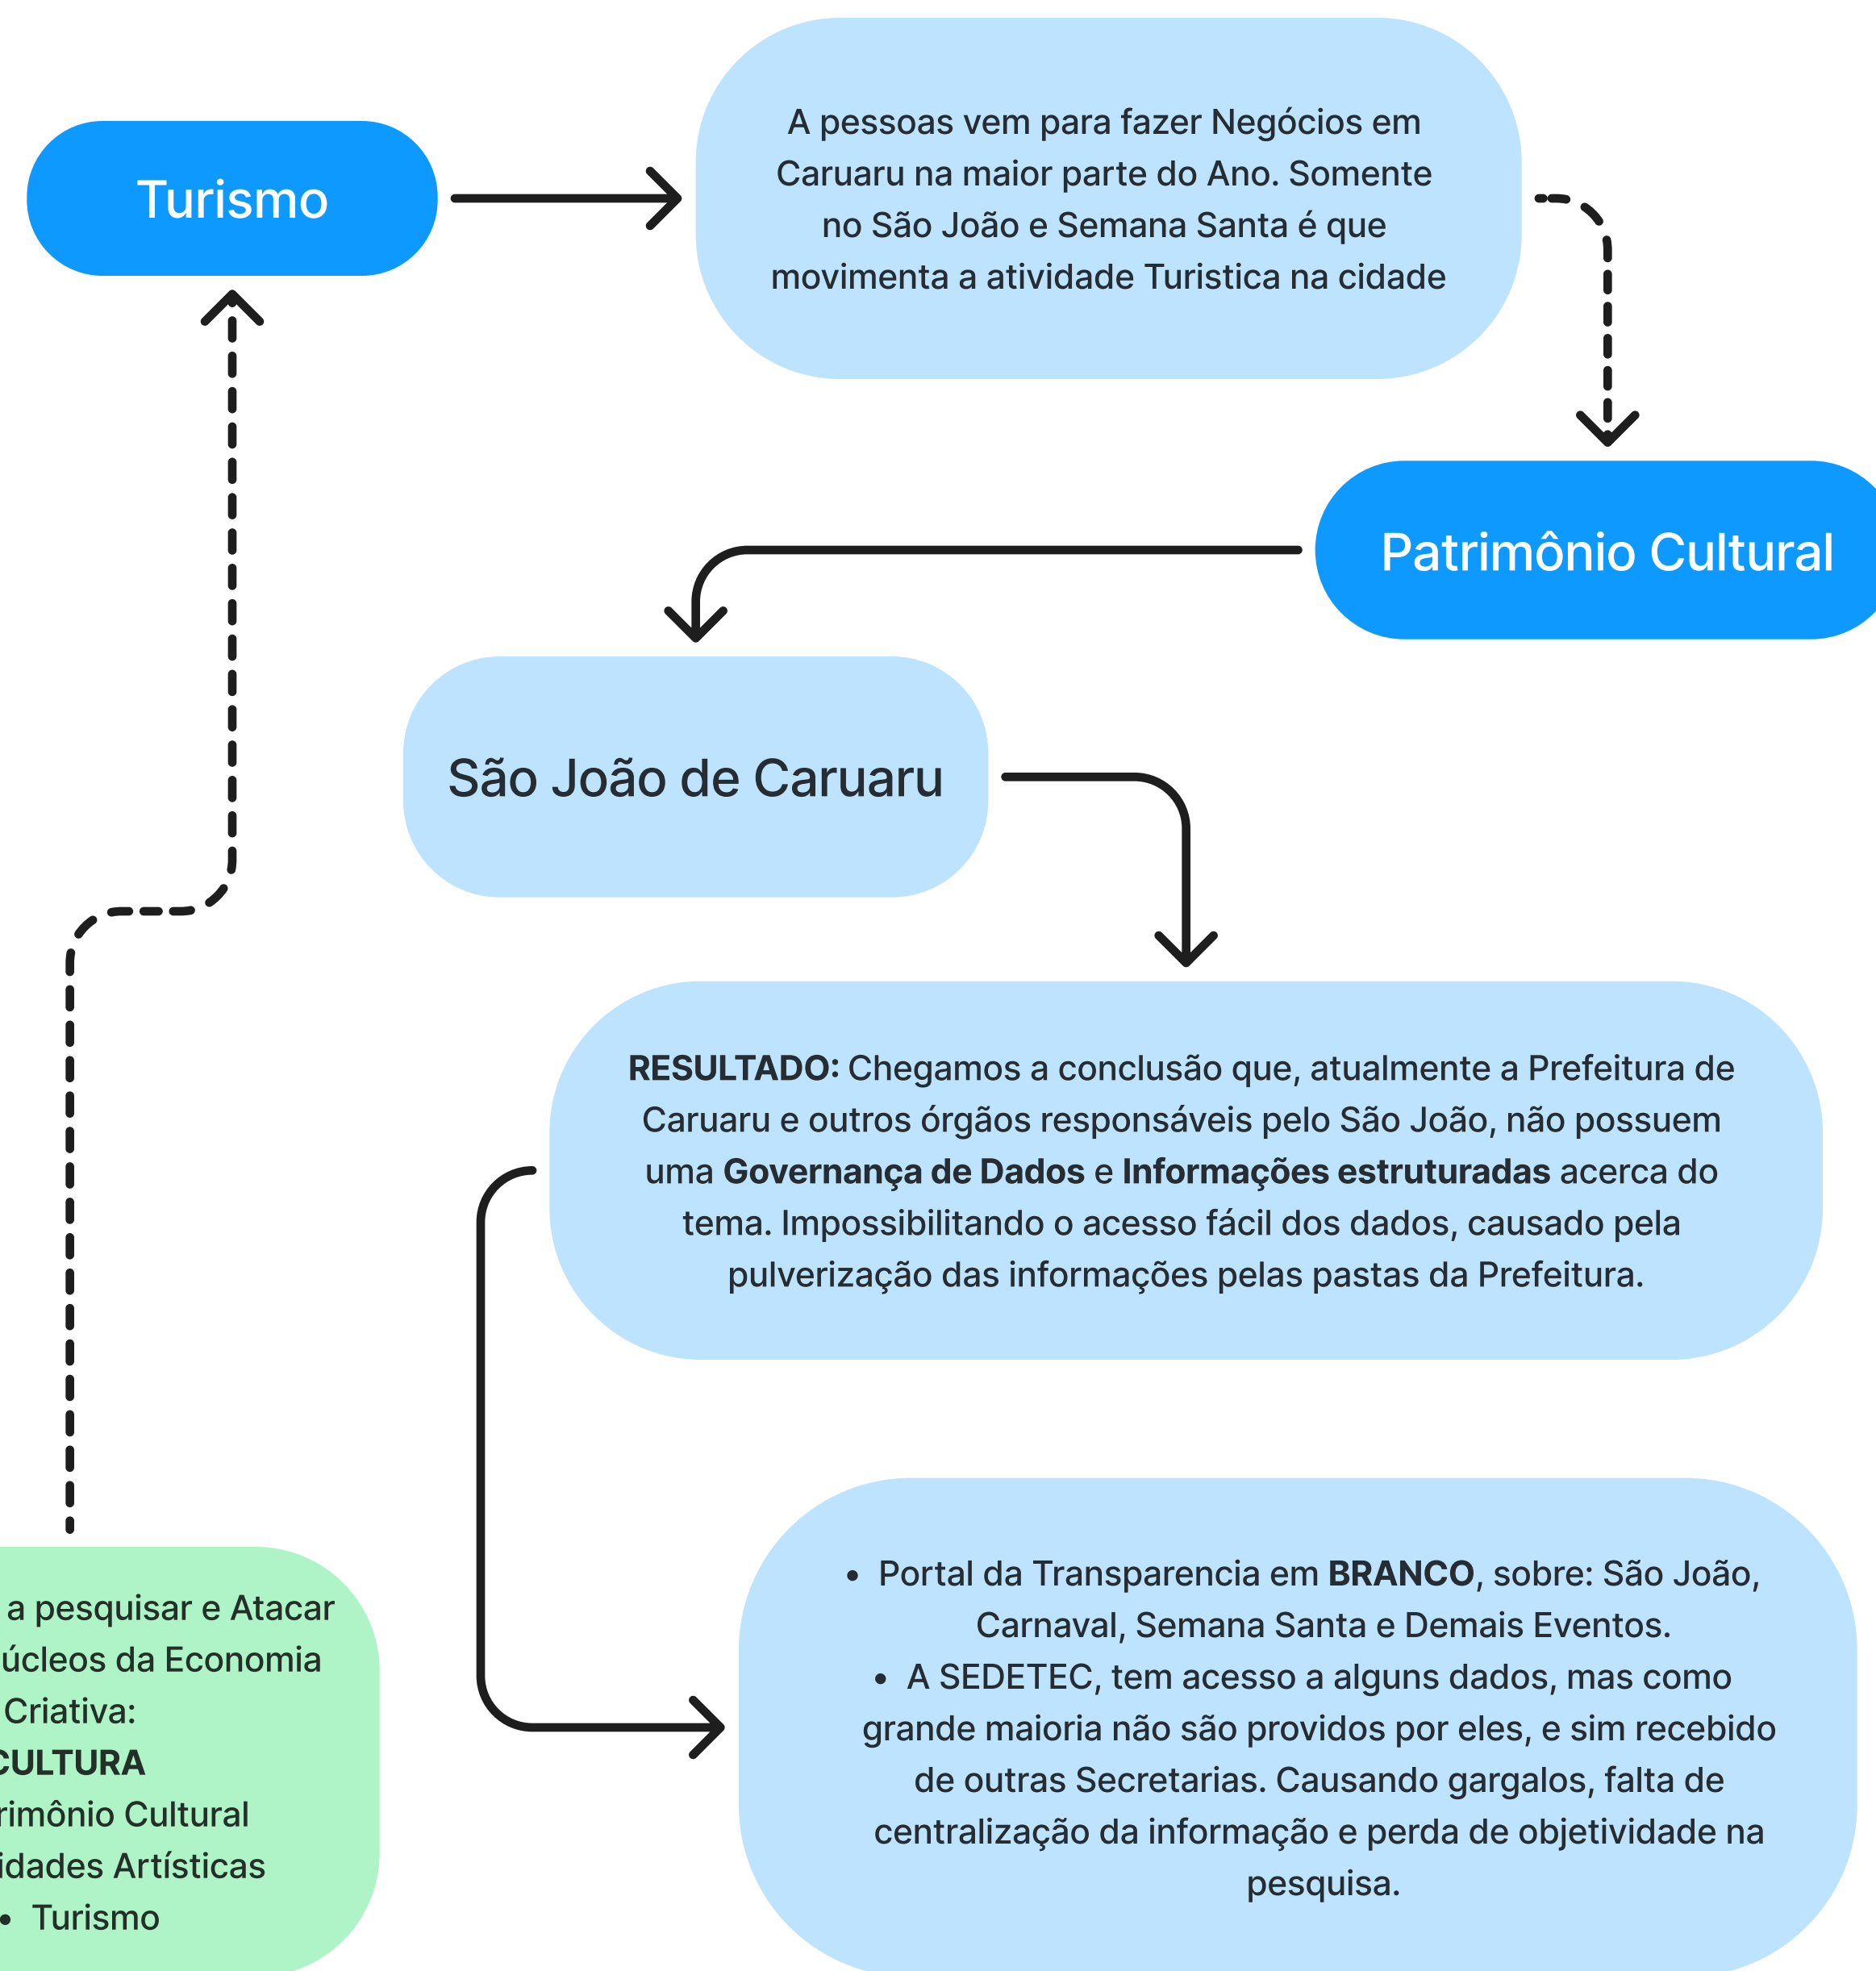 Turismo
A pessoas vem para fazer Negócios em
Caruaru na maior parte do Ano. Somente
no São João e Semana Santa é que
movimenta a atividade Turistica na cidade
Patrimônio Cultural
São João de Caruaru
RESULTADO: Chegamos a conclusão que, atualmente a Prefeitura de
Caruaru e outros órgãos responsáveis pelo São João, não possuem
uma Governança de Dados e Informações estruturadas acerca do
tema. Impossibilitando o acesso fácil dos dados, causado pela
pulverização das informações pelas pastas da Prefeitura.
• Portal da Transparencia em BRANCO, sobre: São João,
Carnaval, Semana Santa e Demais Eventos.
• A SEDETEC, tem acesso a alguns dados, mas como
grande maioria não são providos por eles, e sim recebido
de outras Secretarias. Causando gargalos, falta de
centralização da informação e perda de objetividade na
pesquisa.
a pesquisar e Atacar
úcleos da Economia
Criativa:
CULTURA
rimônio Cultural
idades Artísticas
• Turismo